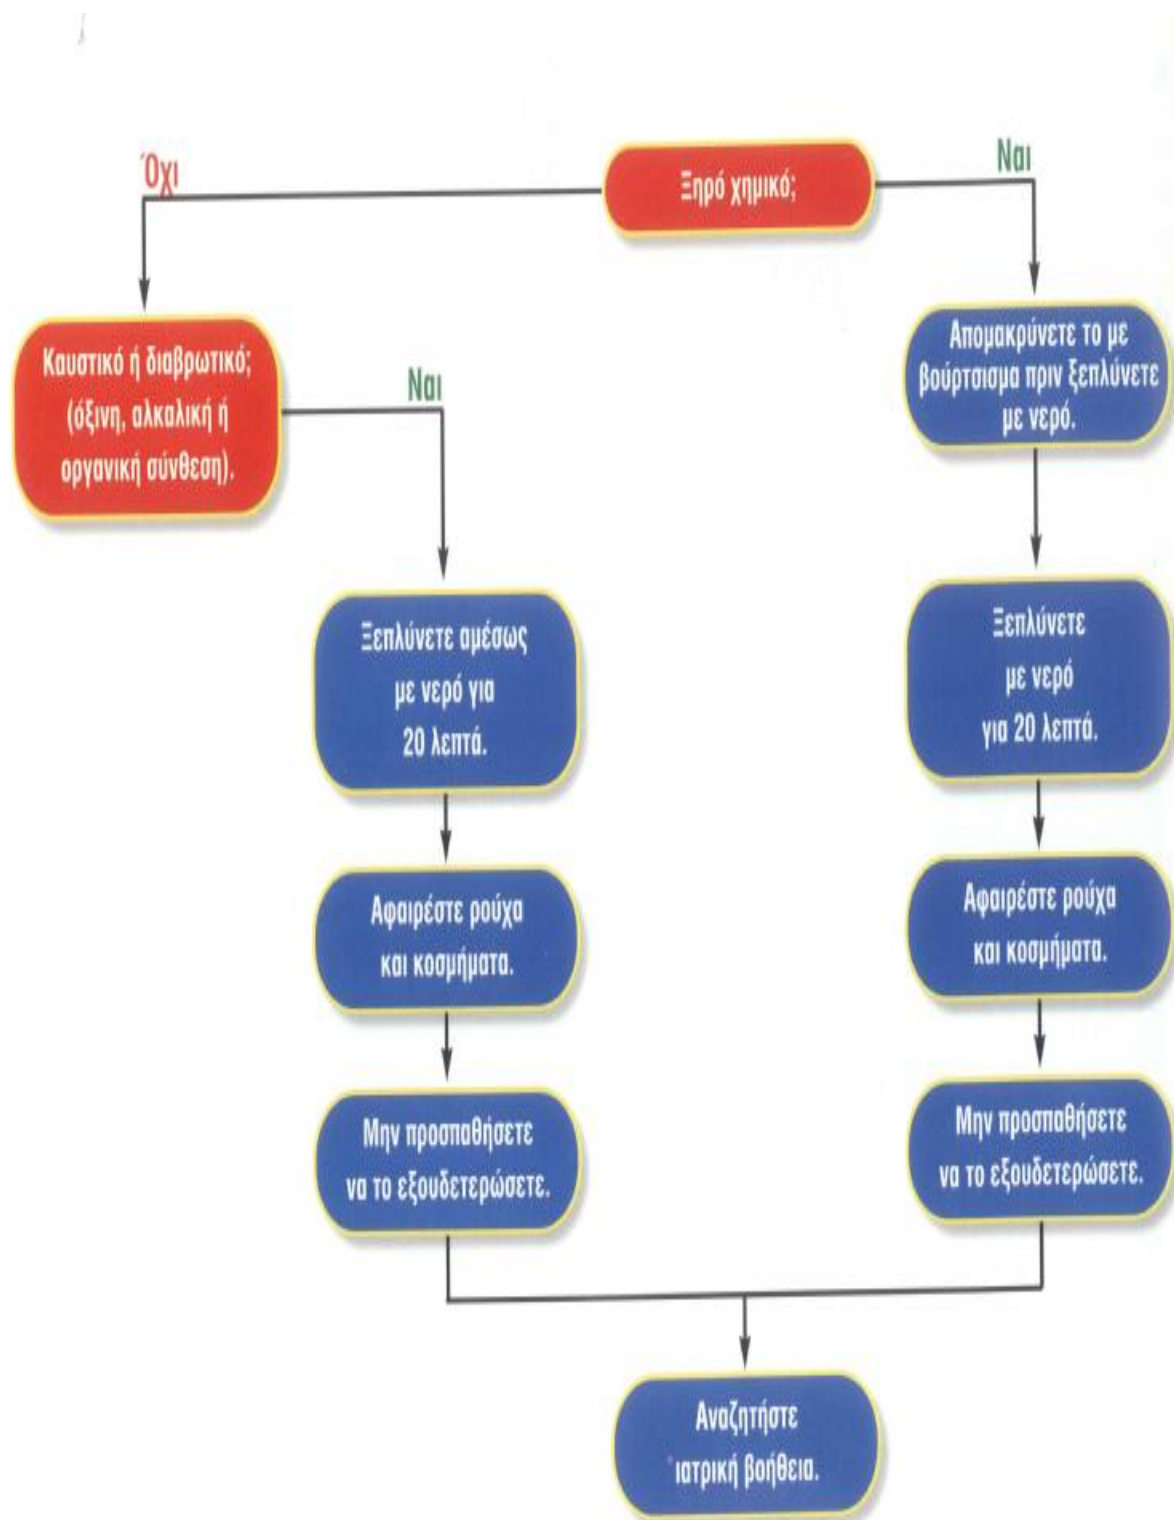 Όχι
Ξηρό χημικό;
Ναι
Καυστικό ή διαβρωτικό;
(όξινη, αλκαλική ή
οργανική σύνθεση).
Ναι
Απομακρύνετε το με
βούρτσισμα πριν ξεπλύνετε
με νερό.
Ξεπλύνετε αμέσως
με νερό για
20 λεπτά.
Ξεπλύνετε
με νερό
για 20 λεπτά.
Αφαιρέστε ρούχα
και κοσμήματα.
Αφαιρέστε ρούχα
και κοσμήματα.
Μην προσπαθήσετε
να το εξουδετερώσετε.
Μην προσπαθήσετε
να το εξουδετερώσετε.
Αναζητήστε
ιατρική βοήθεια.